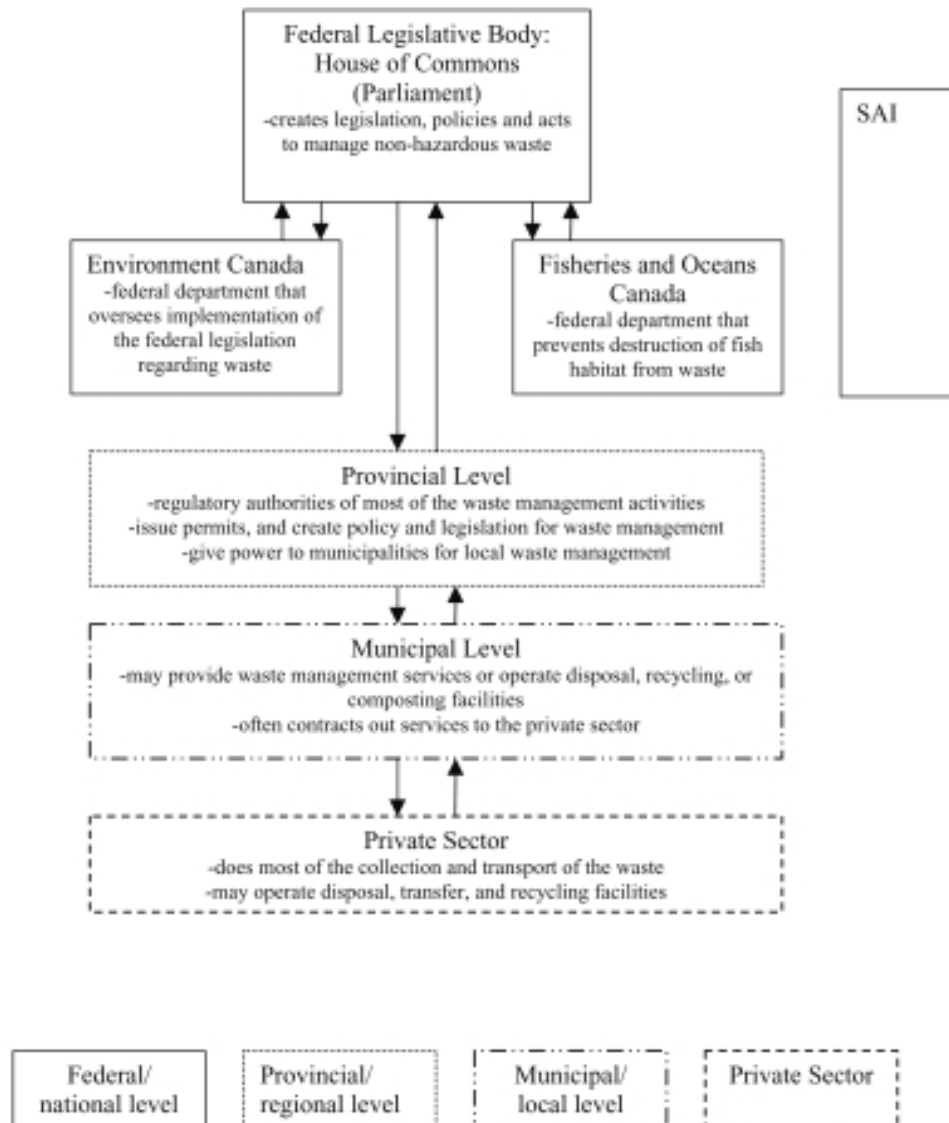 Federal Legislative Body:
House of Commons
(Parliament)
-creates legislation, policies and acts
to manage non-hazardous waste
SAI
Environment Canada
-federal department that
oversees implementation of
the federal legislation
regarding waste
Fisheries and Oceans
Canada
-federal department that
prevents destruction of fish
habitat from waste
Provincial Level
-regulatory authorities of most of the waste management activities
-issue permits, and create policy and legislation for waste management
-give power to municipalities for local waste management
Municipal Level
-may provide waste management services or operate disposal, recycling, or
composting facilities
-often contracts out services to the private sector
Private Sector
-does most of the collection and transport of the waste
-may operate disposal, transfer, and recycling facilities
Federal/
national level
Provincial/
regional level
Municipal/
local level
Private Sector